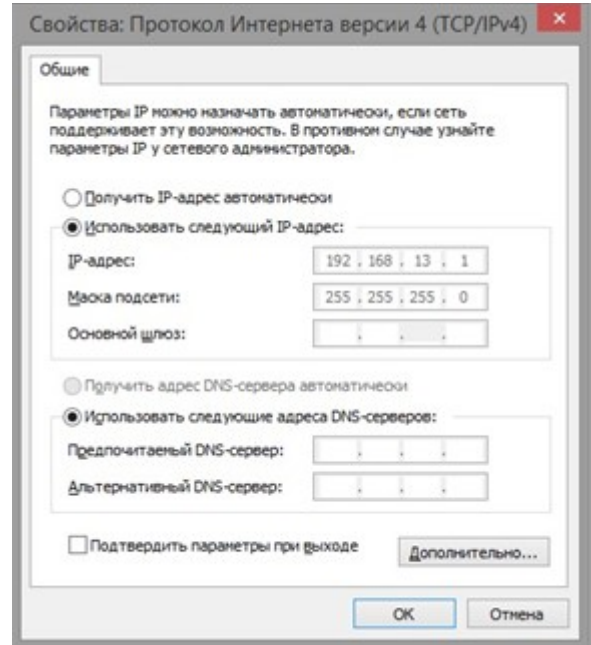 Свойства: Протокол Интернета версии 4 (TCP/IPv4)
Общие
Параметры IP можно назначать автоматически, если сеть
поддерживает эту возможность. В противном случае узнайте
параметры IP у сетевого администратора.
Получить IP-адрес автоматически
Использовать следующий IP-адрес:
IP-адрес: 192 . 168 . 13 . 1
Маска подсети: 255 . 255 . 255 . 0
Основной шлюз: . . .
Получить адрес DNS-сервера автоматически
Использовать следующие адреса DNS-серверов:
Предпочитаемый DNS-сервер: . . .
Альтернативный DNS-сервер: . . .
Подтвердить параметры при выходе
Дополнительно...
OK Отмена